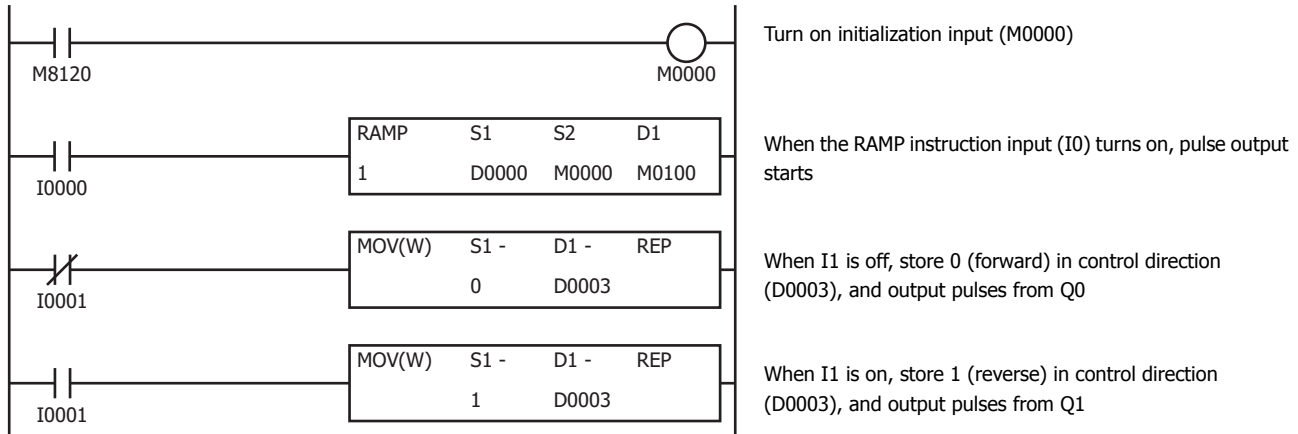 M8120
M0000
Turn on initialization input (M0000)
I0000
RAMP S1 S2 D1
1 D0000 M0000 M0100
When the RAMP instruction input (I0) turns on, pulse output
starts
I0001
MOV(W) S1 - D1 - REP
0 D0003
When I1 is off, store 0 (forward) in control direction
(D0003), and output pulses from Q0
I0001
MOV(W) S1 - D1 - REP
1 D0003
When I1 is on, store 1 (reverse) in control direction
(D0003), and output pulses from Q1